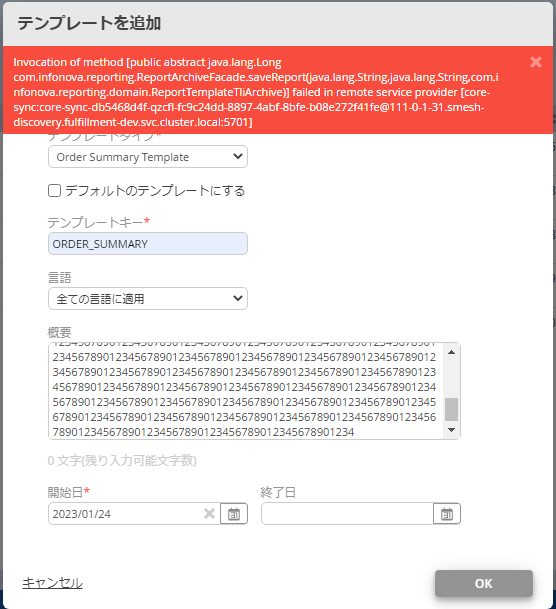 テンプレートを追加
Invocation of method [public abstract java.lang.Long
com.infonova.reporting.ReportArchiveFacade.saveReport(java.lang.String,java.lang.String,com.i
nfonova.reporting.domain.ReportTemplateTliArchive)] failed in remote service provider [core-
sync:core-sync-db5468d4f-qzcfl-fc9c24dd-8897-4abf-8bfe-b08e272f41fe@111-0-1-31.smesh-
discovery.fulfillment-dev.svc.cluster.local:5701]
テンプレートタイプ*
Order Summary Template
デフォルトのテンプレートにする
テンプレートキー*
ORDER_SUMMARY
言語
全ての言語に適用
概要
23456789012345678901234567890123456789012345678901234567890123456789012
34567890123456789012345678901234567890123456789012345678901234567890123
45678901234567890123456789012345678901234567890123456789012345678901234
56789012345678901234567890123456789012345678901234567890123456789012345
67890123456789012345678901234567890123456789012345678901234567890123456
789012345678901234567890123456789012345678901234
0 文字(残り入力可能文字数)
開始日* 終了日
2023/01/24
キャンセル OK